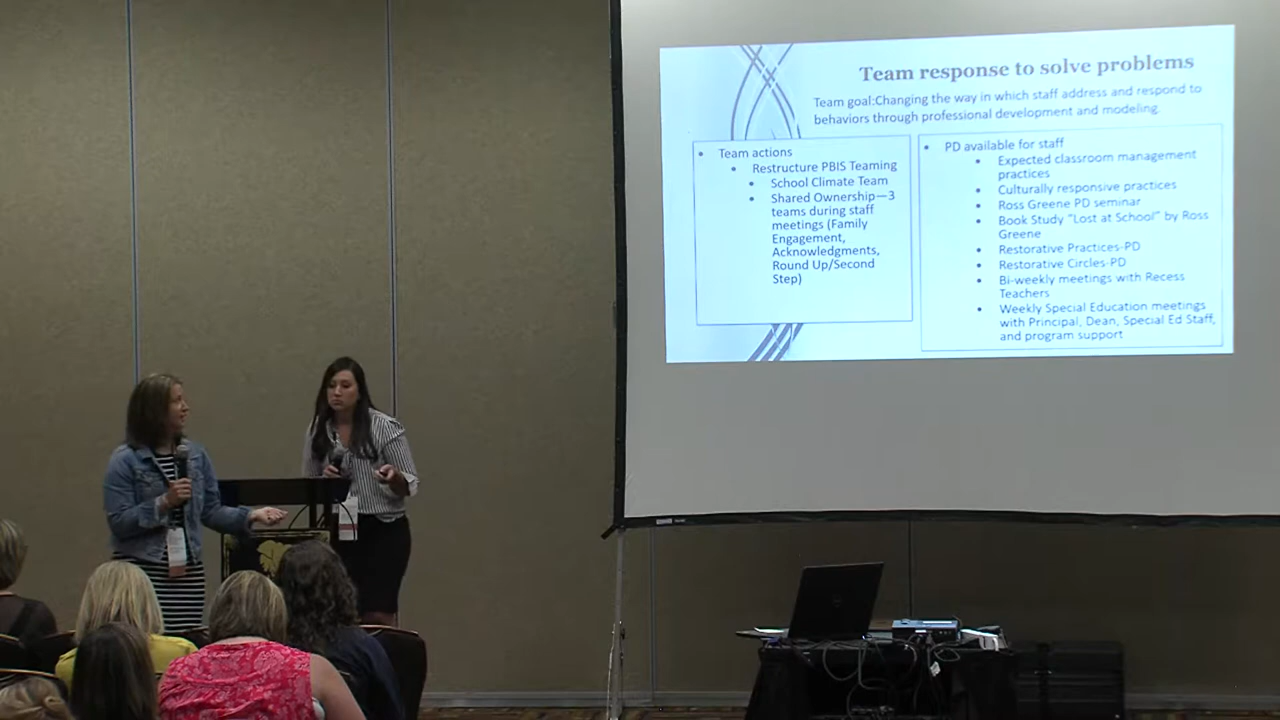 Team response to solve problems
Team goal:Changing the way in which staff address and respond to
behaviors through professional development and modeling.
• Team actions
• Restructure PBIS Teaming
• School Climate Team
• Shared Ownership—3
teams during staff
meetings (Family
Engagement,
Acknowledgments,
Round Up/Second
Step)
• PD available for staff
• Expected classroom management
practices
• Culturally responsive practices
• Ross Greene PD seminar
• Book Study "Lost at School" by Ross
Greene
• Restorative Practices-PD
• Restorative Circles-PD
• Bi-weekly meetings with Recess
Teachers
• Weekly Special Education meetings
with Principal, Dean, Special Ed Staff,
and program support